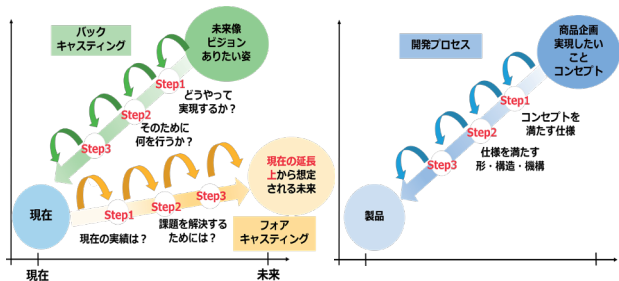 バック
キャスティング
未来像
ビジョン
ありたい姿
Step1
どうやって
実現するか？
Step2
そのために
何を行うか？
Step3
現在
Step1
現在の実績は？
Step2
課題を解決する
ためには？
Step3
現在の延長
上から想定
される未来
フォア
キャスティング
現在
未来
開発プロセス
商品企画
実現したい
こと
コンセプト
Step1
コンセプトを
満たす仕様
Step2
仕様を満たす
形・構造・機構
Step3
製品